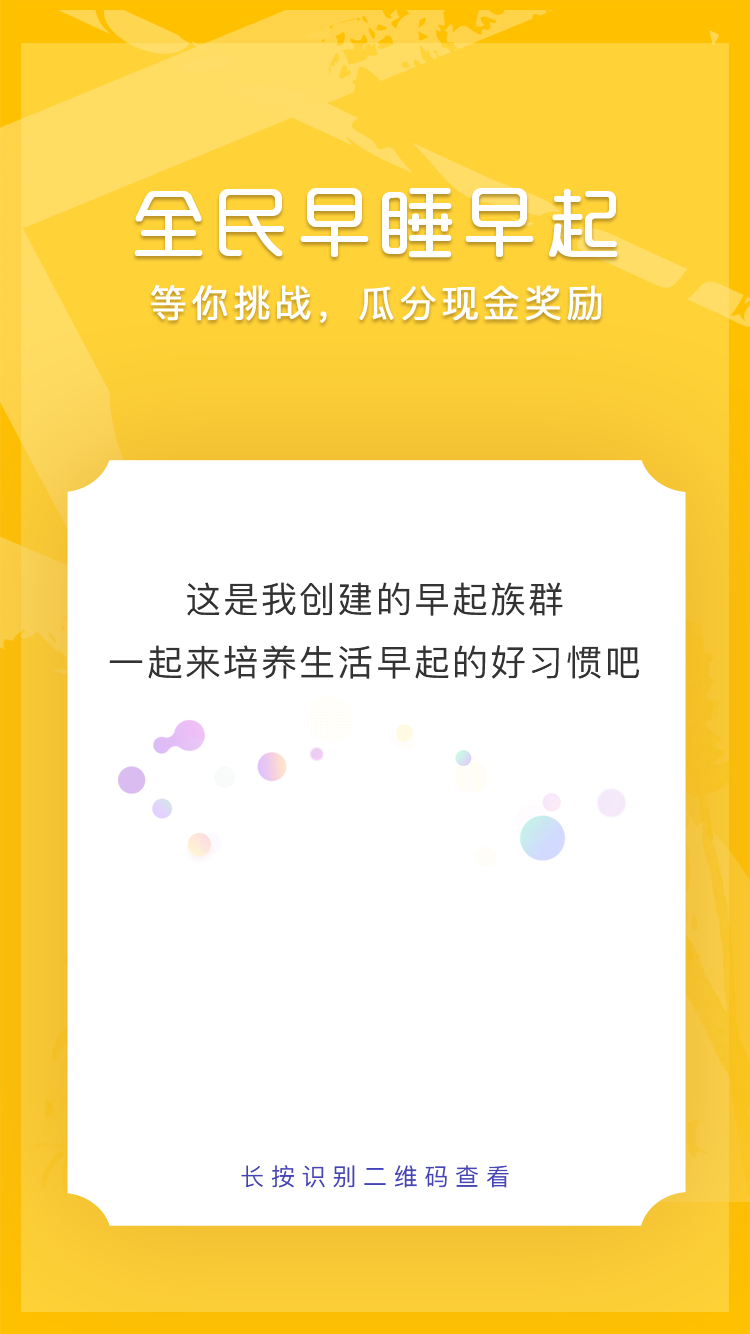 全民早睡早起
等你挑战，瓜分现金奖励
这是我创建的早起族群
一起来培养生活早起的好习惯吧
长按识别二维码查看